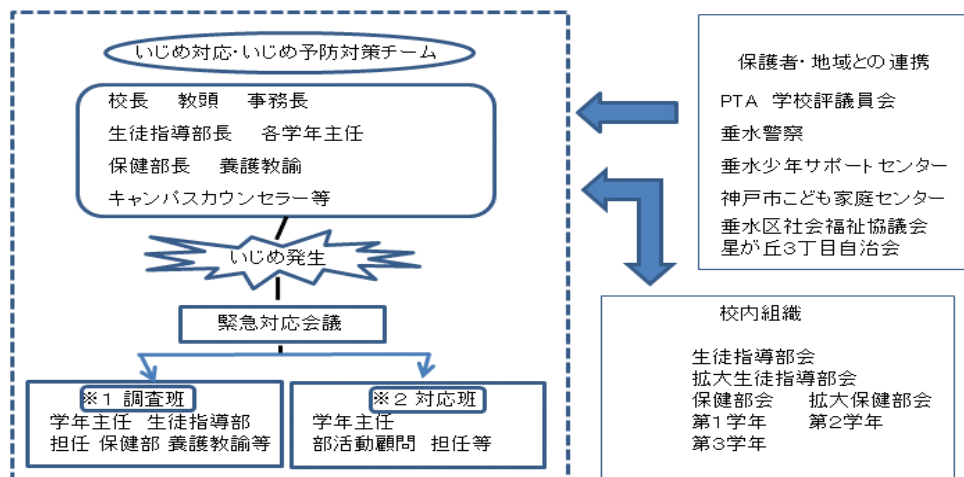 いじめ対応・いじめ予防対策チーム
校長　教頭　事務長
生徒指導部長　各学年主任
保健部長　養護教諭
キャンバスカウンセラー等
いじめ発生
緊急対応会議
※1 調査班
学年主任 生徒指導部
担任 保健部 養護教諭等
※2 対応班
学年主任
部活動顧問　担任等
保護者・地域との連携
PTA 学校評議員会
垂水警察
垂水少年サポートセンター
神戸市こども家庭センター
垂水区社会福祉協議会
星が丘3丁目自治会
校内組織
生徒指導部会
拡大生徒指導部会
保健部会　拡大保健部会
第1学年　第2学年
第3学年